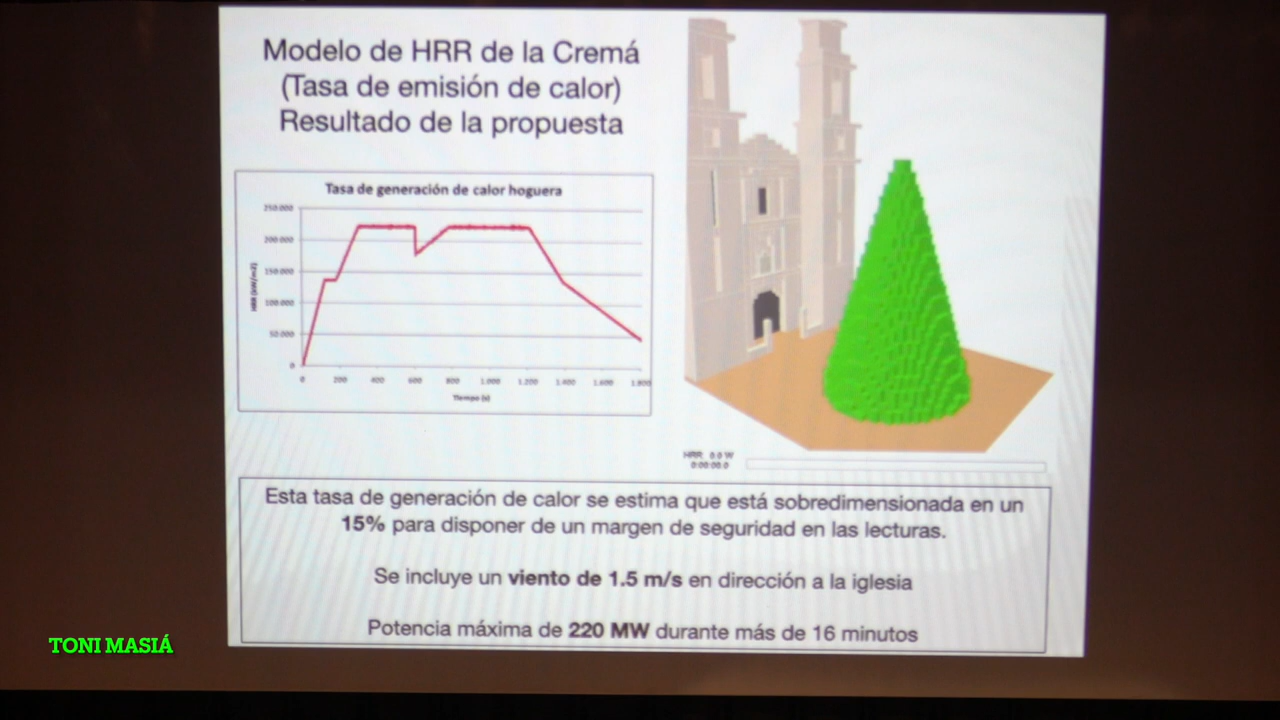 Modelo de HRR de la Cremá
(Tasa de emisión de calor)
Resultado de la propuesta
Tasa de generación de calor hoguera
250.000
200.000
150.000
100.000
50.000
0
HRR (kW/m2)
0 200 400 600 800 1.000 1.200 1.400 1.600 1.800
Tiempo (s)
HRR: 0.0 W
0:00:00.0
Esta tasa de generación de calor se estima que está sobredimensionada en un
15% para disponer de un margen de seguridad en las lecturas.
Se incluye un viento de 1.5 m/s en dirección a la iglesia
Potencia máxima de 220 MW durante más de 16 minutos
TONI MASIÁ